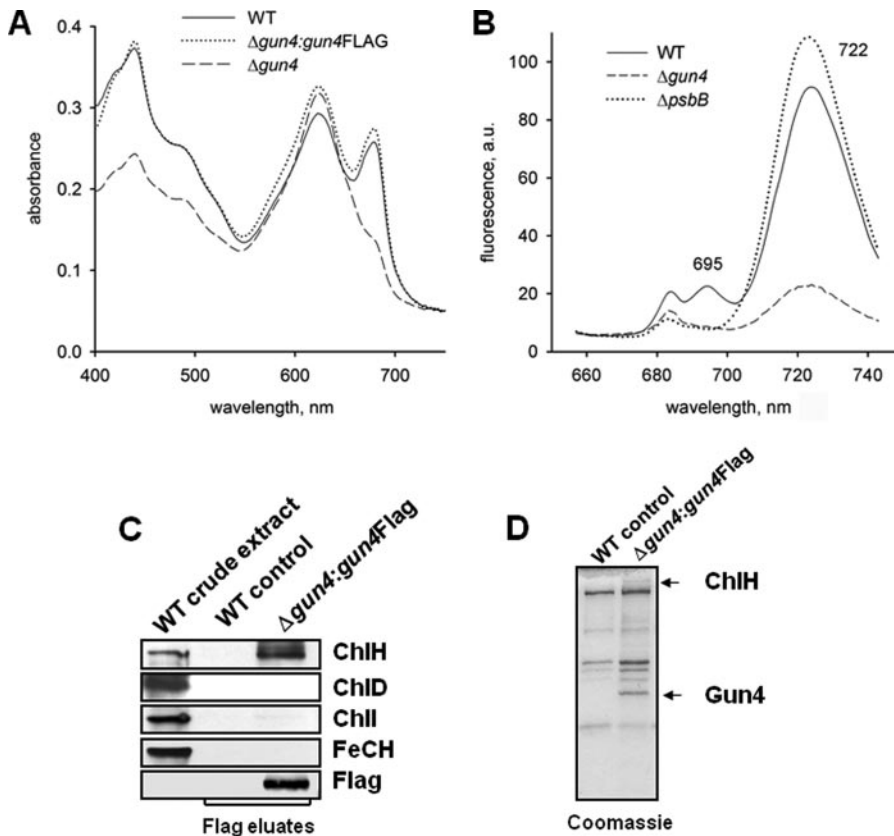 A
WT
Δgun4:gun4FLAG
Δgun4
absorbance
0.4
0.3
0.2
0.1
0.0
400
500
600
700
wavelength, nm
B
WT
Δgun4
ΔpsbB
722
695
fluorescence, a.u.
100
80
60
40
20
0
660
680
700
720
740
wavelength, nm
C
WT crude extract
WT control
Δgun4:gun4Flag
ChlH
ChlD
ChlI
FeCH
Flag
Flag eluates
D
WT control
Δgun4:gun4Flag
ChlH
Gun4
Coomassie